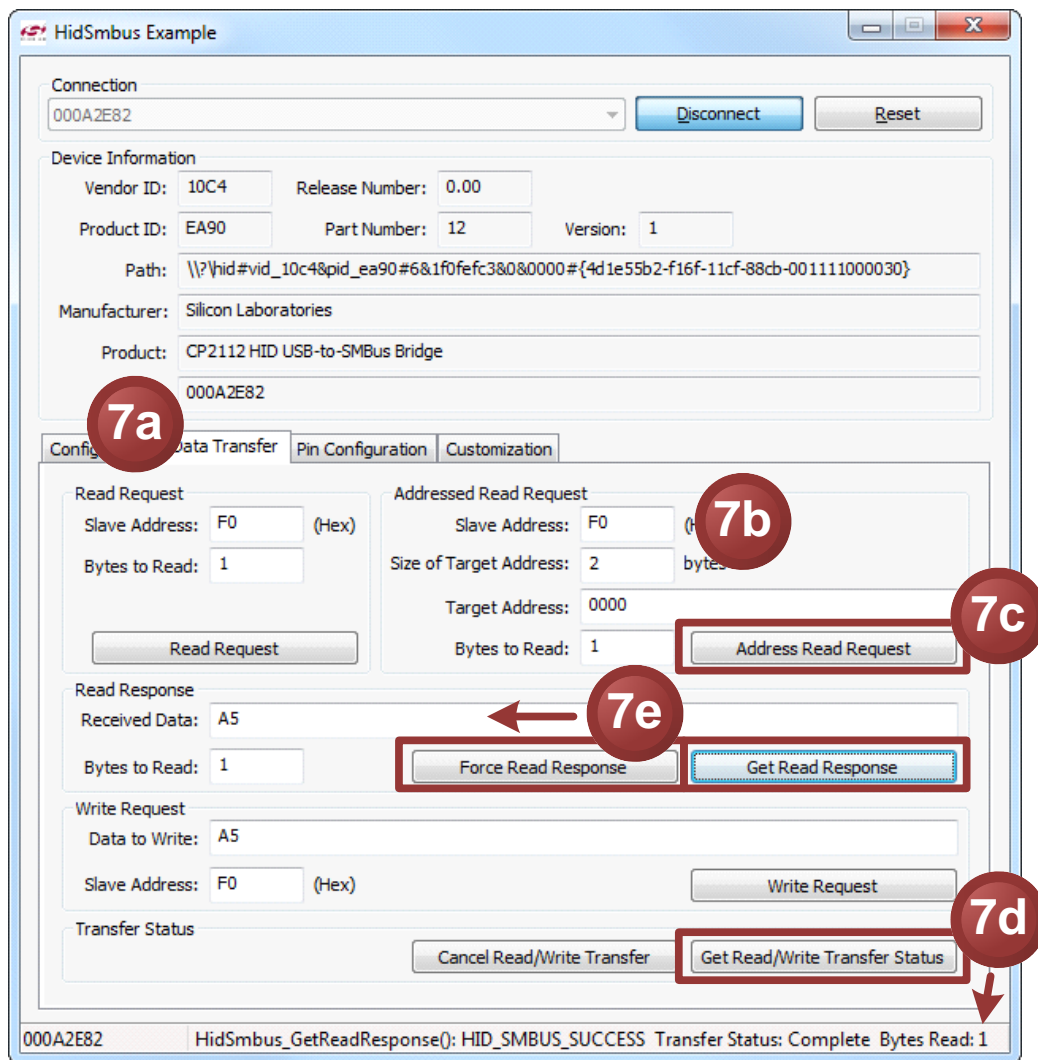 HidSmbus Example
Connection
000A2E82
Disconnect
Reset
Device Information
Vendor ID: 10C4 Release Number: 0.00
Product ID: EA90 Part Number: 12 Version: 1
Path: \\?\hid#vid_10c4&pid_ea90#6&1f0fefc3&0&0000#{4d1e55b2-f16f-11cf-88cb-001111000030}
Manufacturer: Silicon Laboratories
Product: CP2112 HID USB-to-SMBus Bridge
000A2E82
7a
Data Transfer Pin Configuration Customization
Read Request
Slave Address: F0 (Hex)
Bytes to Read: 1
Read Request
Addressed Read Request
Slave Address: F0
7b
Size of Target Address: 2 bytes
Target Address: 0000
7c
Bytes to Read: 1 Address Read Request
Read Response
Received Data: A5
7e
Bytes to Read: 1 Force Read Response Get Read Response
Write Request
Data to Write: A5
Slave Address: F0 (Hex) Write Request
7d
Transfer Status
Cancel Read/Write Transfer Get Read/Write Transfer Status
000A2E82 HidSmbus_GetReadResponse(): HID_SMBUS_SUCCESS Transfer Status: Complete Bytes Read: 1